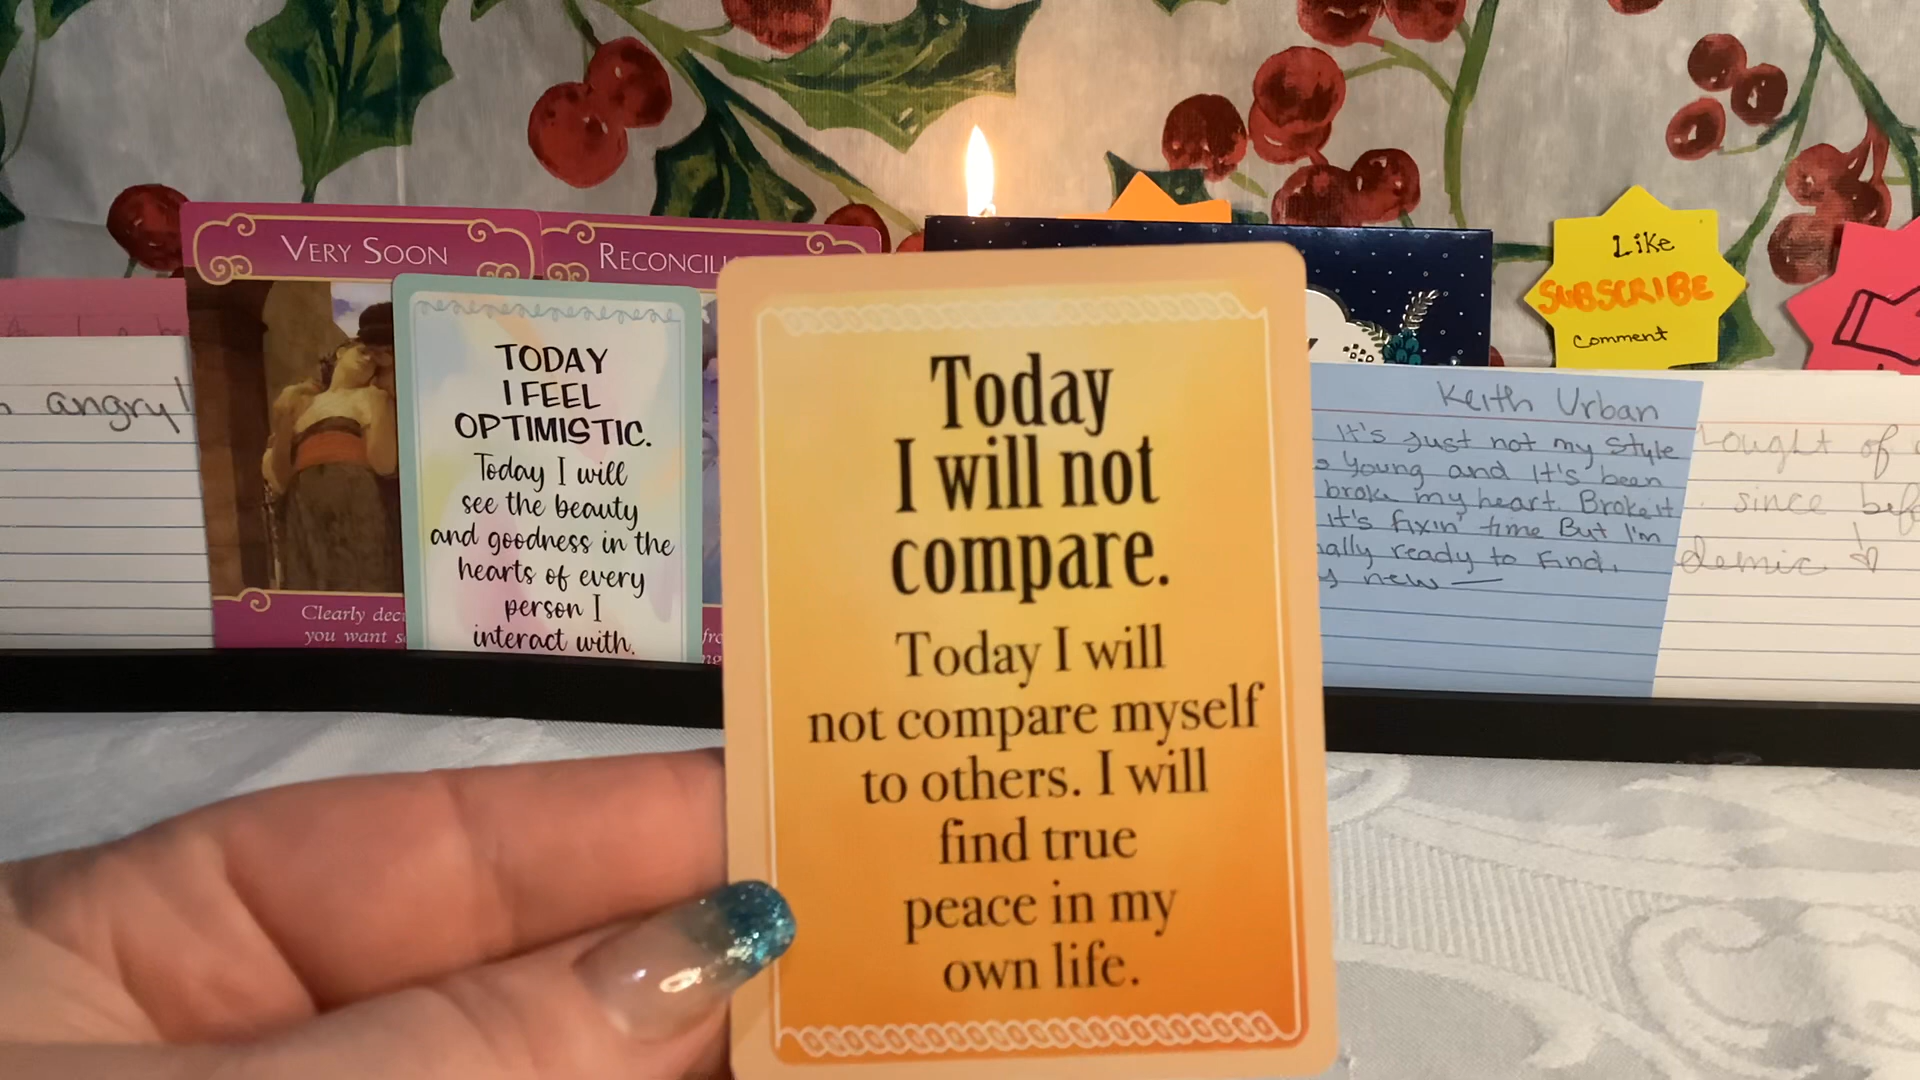 angry!
VERY SOON
Clearly
you want
TODAY
I FEEL
OPTIMISTIC.
Today I will
see the beauty
and goodness in the
hearts of every
person I
interact with.
Today
I will not
compare.
Today I will
not compare myself
to others. I will
find true
peace in my
own life.
Like
SUBSCRIBE
comment
Keith Urban
It's just not my style
young and It's been
broke my heart. Broke it
it's fixin' time But I'm
ready to Find.
new
of
since